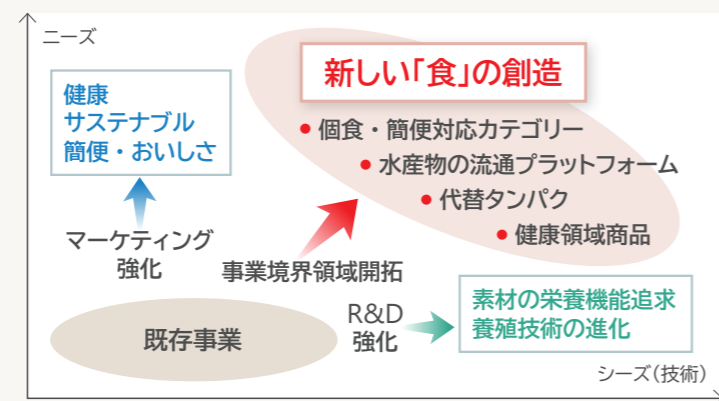 ニーズ
新しい「食」の創造
健康
サステナブル
簡便・おいしさ
● 個食・簡便対応カテゴリー
● 水産物の流通プラットフォーム
● 代替タンパク
● 健康領域商品
マーケティング
強化
事業境界領域開拓
既存事業
R&D
強化
素材の栄養機能追求
養殖技術の進化
シーズ(技術)